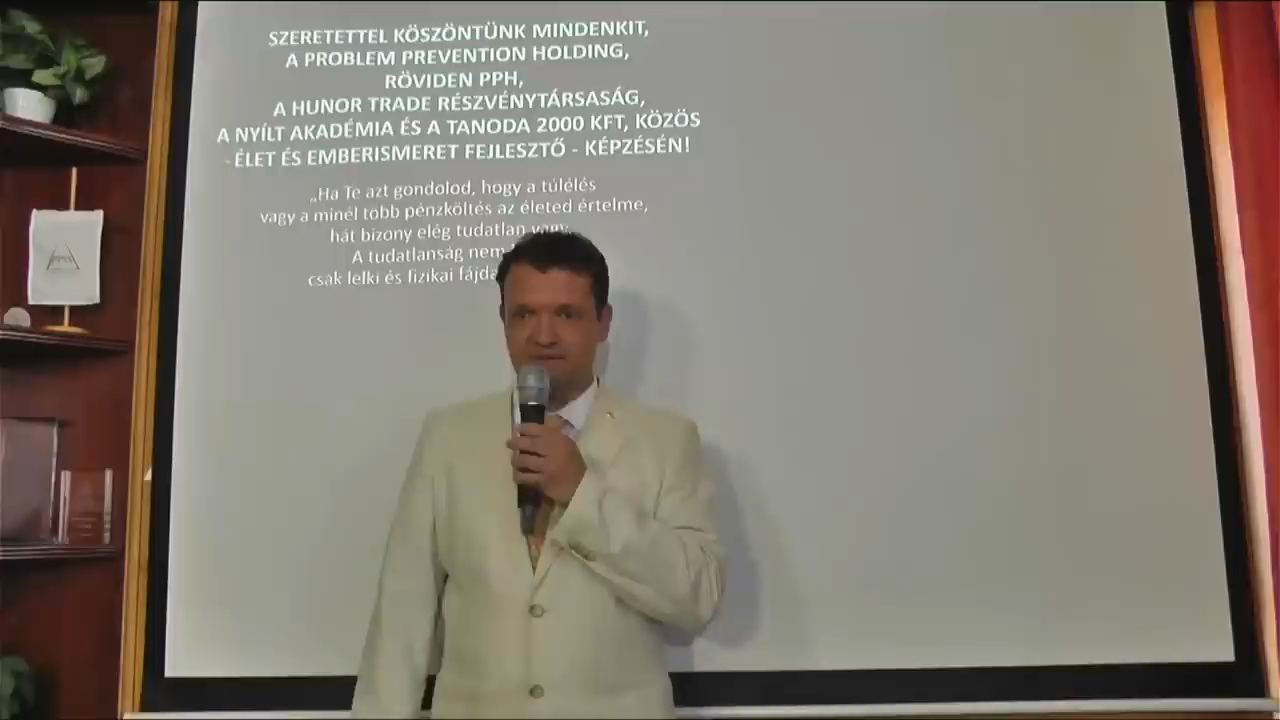 SZERETETTEL KÖSZÖNTÜNK MINDENKIT,
A PROBLEM PREVENTION HOLDING,
RÖVIDEN PPH,
A HUNOR TRADE RÉSZVÉNYTÁRSASÁG,
A NYÍLT AKADÉMIA ÉS A TANODA 2000 KFT, KÖZÖS
- ÉLET ÉS EMBERISMERET FEJLESZTŐ - KÉPZÉSÉN!
„Ha Te azt gondolod, hogy a túlélés
vagy a minél több pénzköltés az életed értelme,
hát bizony elég tudatlan vagy.
A tudatlanság nem
csak lelki és fizikai